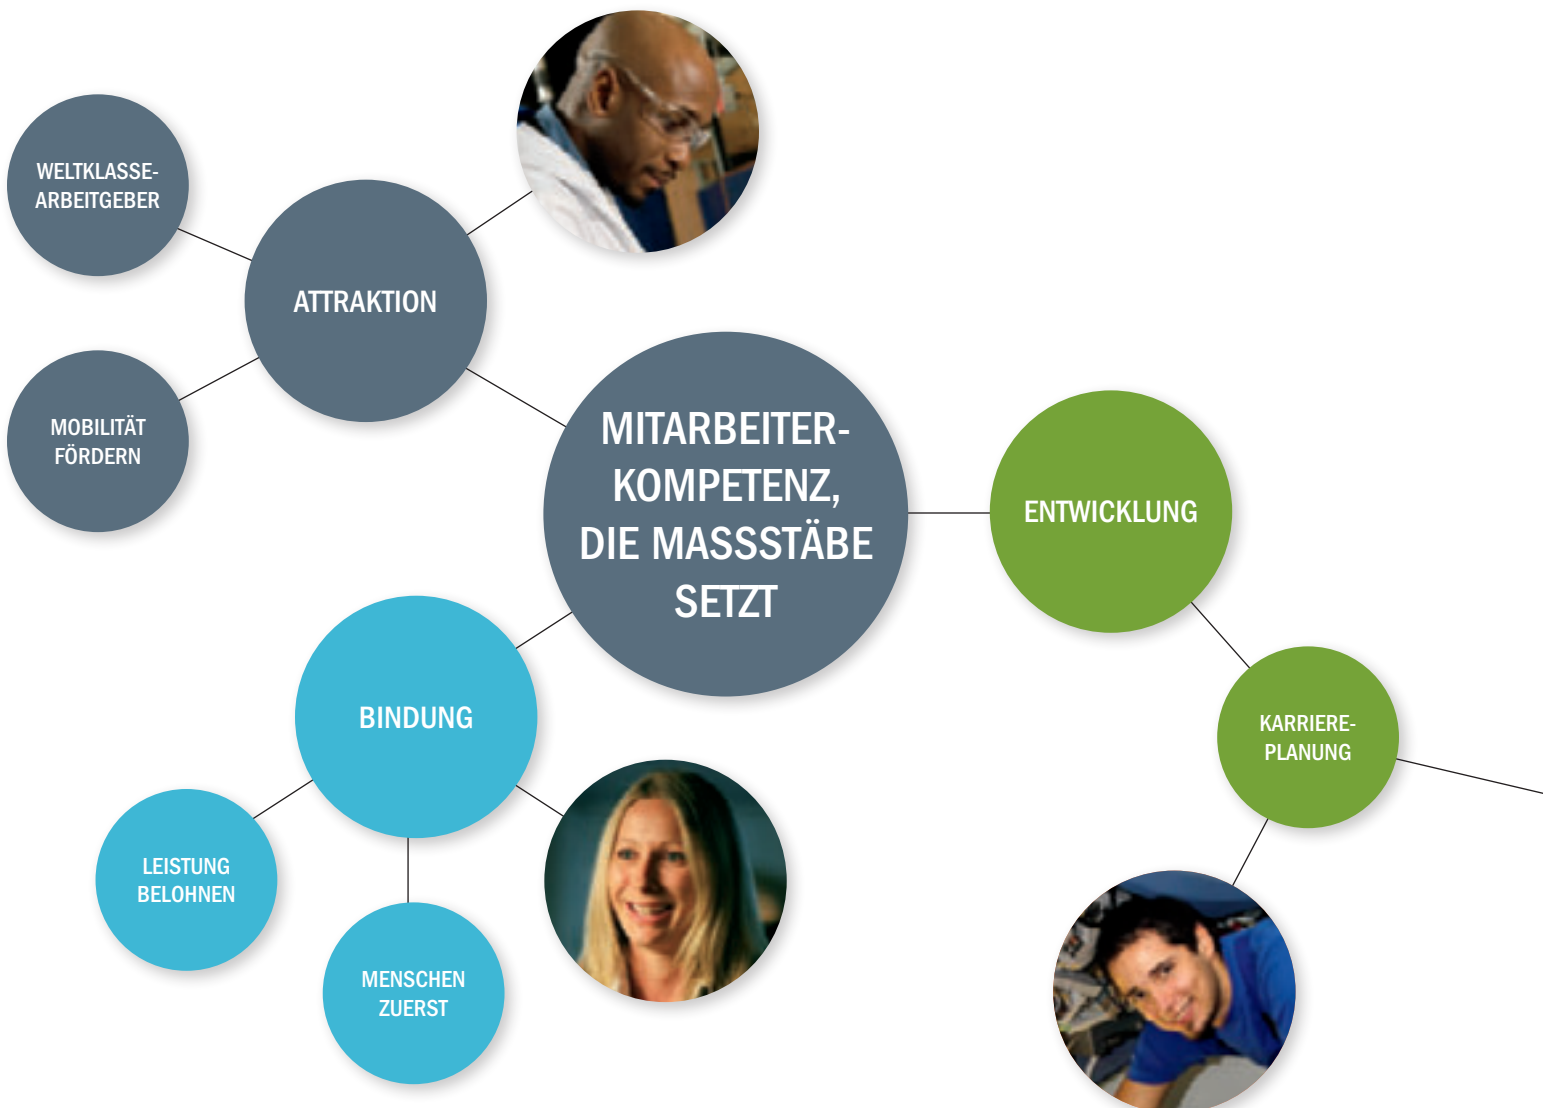 WELTKLASSE-
ARBEITGEBER
ATTRAKTION
MOBILITÄT
FÖRDERN
MITARBEITER-
KOMPETENZ,
DIE MASSSTÄBE
SETZT
ENTWICKLUNG
BINDUNG
KARRIERE-
PLANUNG
LEISTUNG
BELOHNEN
MENSCHEN
ZUERST